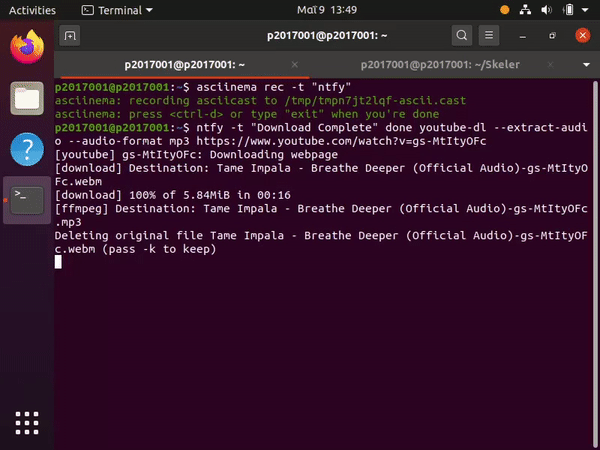 Activities
Terminal
Μαΐ 9 13:49
p2017001@p2017001: ~
p2017001@p2017001: ~
p2017001@p2017001: ~/Skeler
p2017001@p2017001:~$ asciinema rec -t "ntfy"
asciinema: recording asciicast to /tmp/tmpn7jt2lqf-ascii.cast
asciinema: press <ctrl-d> or type "exit" when you're done
p2017001@p2017001:~$ ntfy -t "Download Complete" done youtube-dl --extract-audi
o --audio-format mp3 https://www.youtube.com/watch?v=gs-MtItyOFc
[youtube] gs-MtItyOFc: Downloading webpage
[download] Destination: Tame Impala - Breathe Deeper (Official Audio)-gs-MtItyO
Fc.webm
[download] 100% of 5.84MiB in 00:16
[ffmpeg] Destination: Tame Impala - Breathe Deeper (Official Audio)-gs-MtItyOFc
.mp3
Deleting original file Tame Impala - Breathe Deeper (Official Audio)-gs-MtItyOF
c.webm (pass -k to keep)